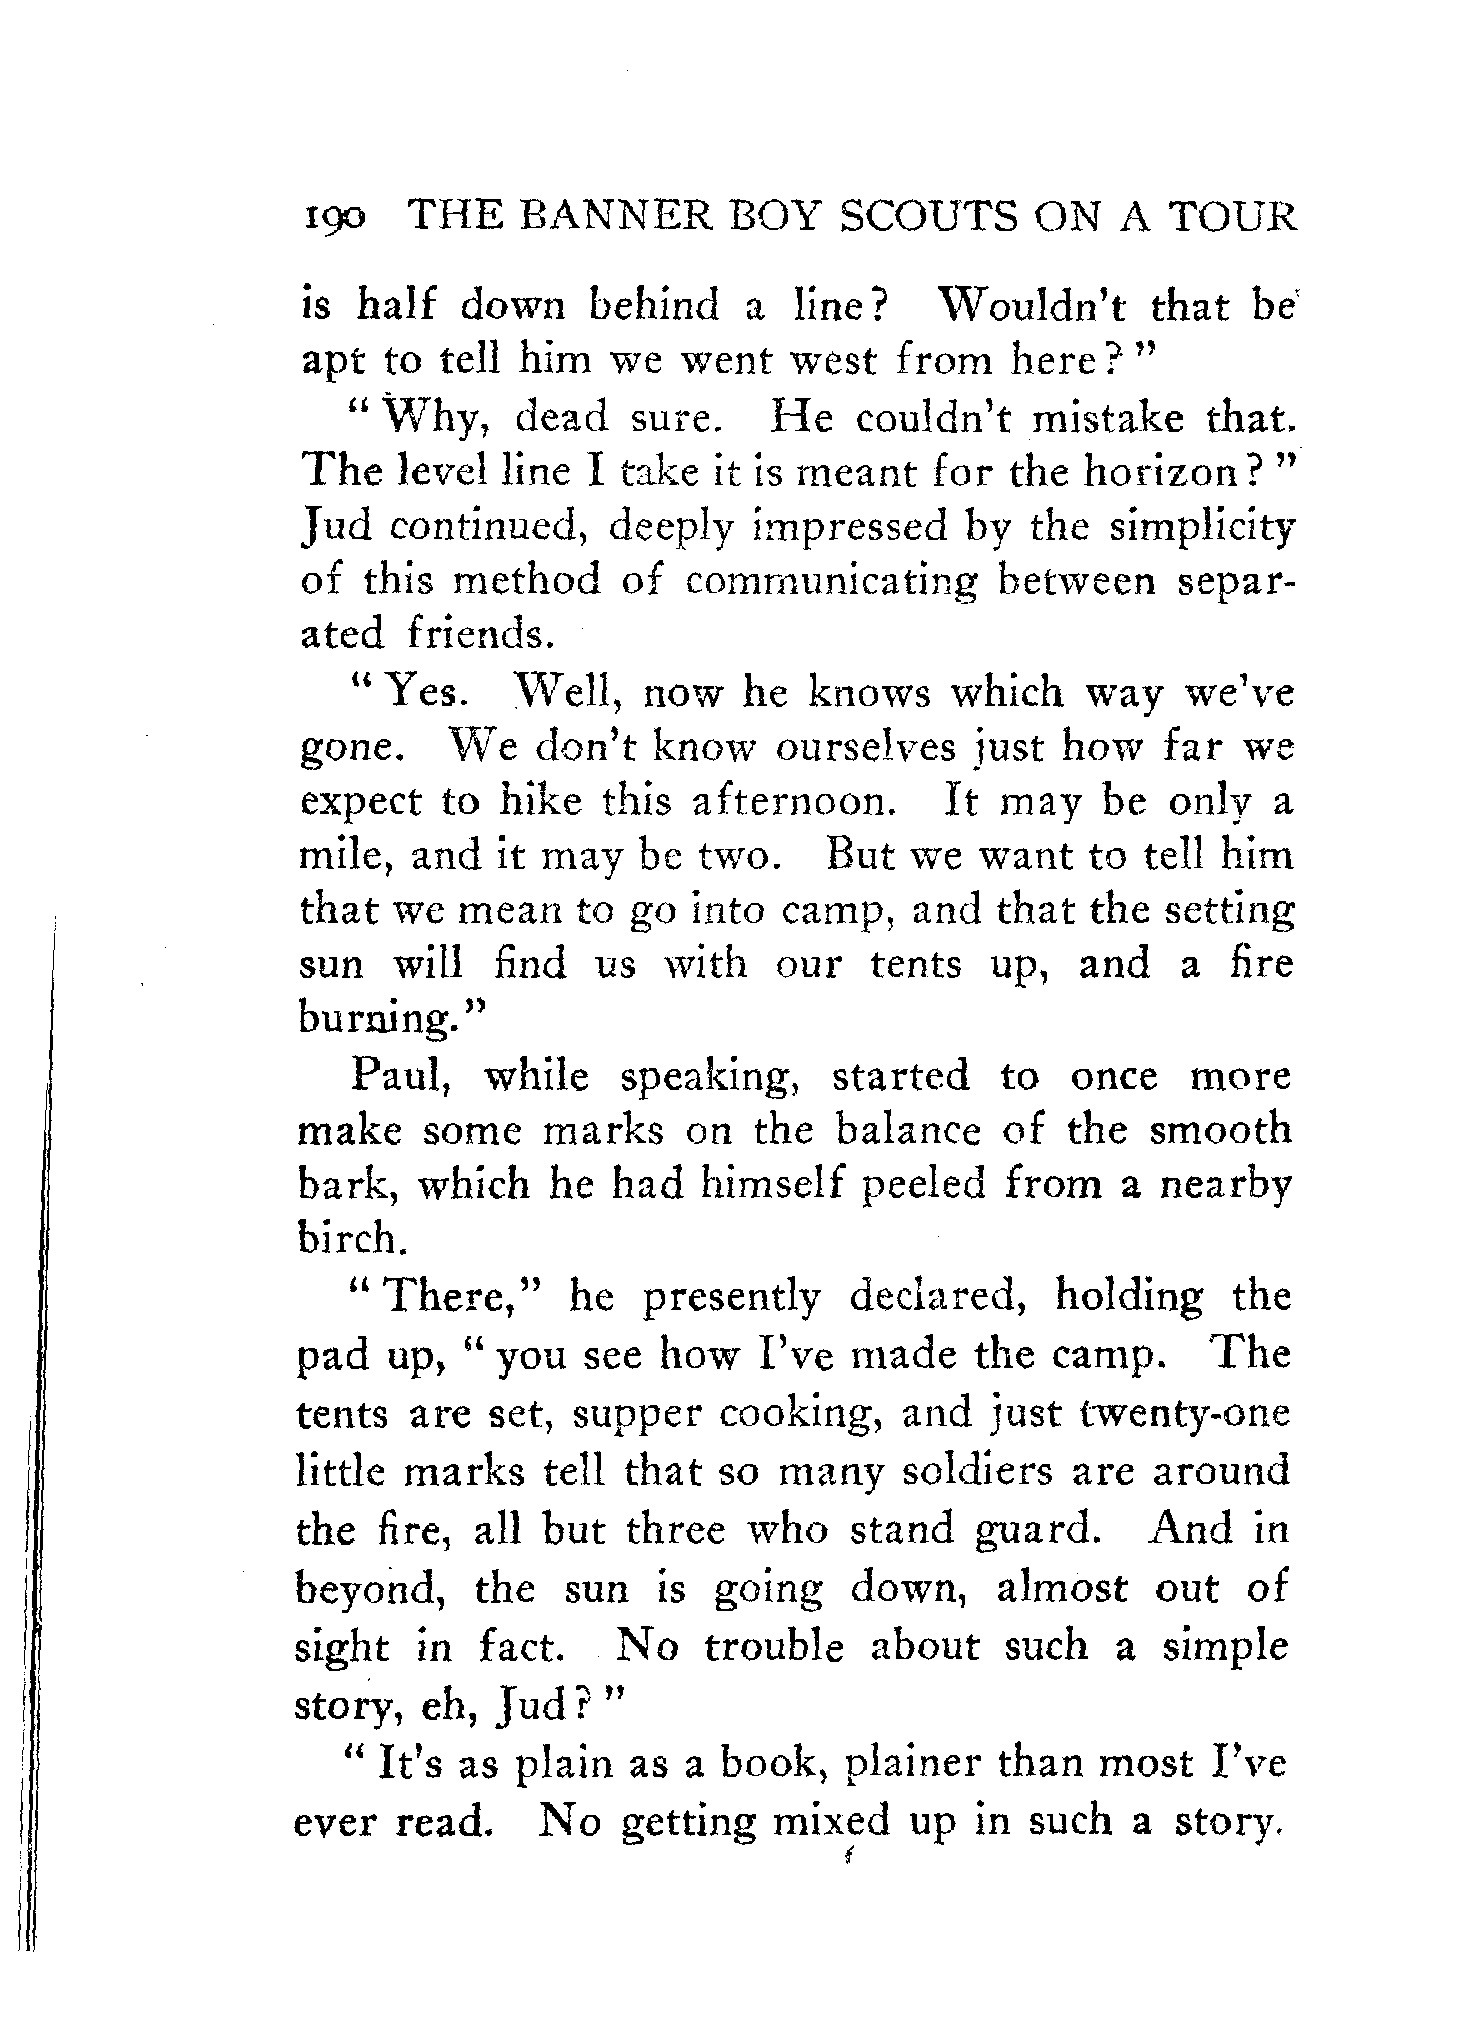 190 THE BANNER BOY SCOUTS ON A TOUR
is half down behind a line? Wouldn't that be
apt to tell him we went west from here?"
"Why, dead sure. He couldn't mistake that.
The level line I take it is meant for the horizon?"
Jud continued, deeply impressed by the simplicity
of this method of communicating between separ-
ated friends.
"Yes. Well, now he knows which way we've
gone. We don't know ourselves just how far we
expect to hike this afternoon. It may be only a
mile, and it may be two. But we want to tell him
that we mean to go into camp, and that the setting
sun will find us with our tents up, and a fire
burning."
Paul, while speaking, started to once more
make some marks on the balance of the smooth
bark, which he had himself peeled from a nearby
birch.
"There," he presently declared, holding the
pad up, "you see how I've made the camp. The
tents are set, supper cooking, and just twenty-one
little marks tell that so many soldiers are around
the fire, all but three who stand guard. And in
beyond, the sun is going down, almost out of
sight in fact. No trouble about such a simple
story, eh, Jud?"
"It's as plain as a book, plainer than most I've
ever read. No getting mixed up in such a story.